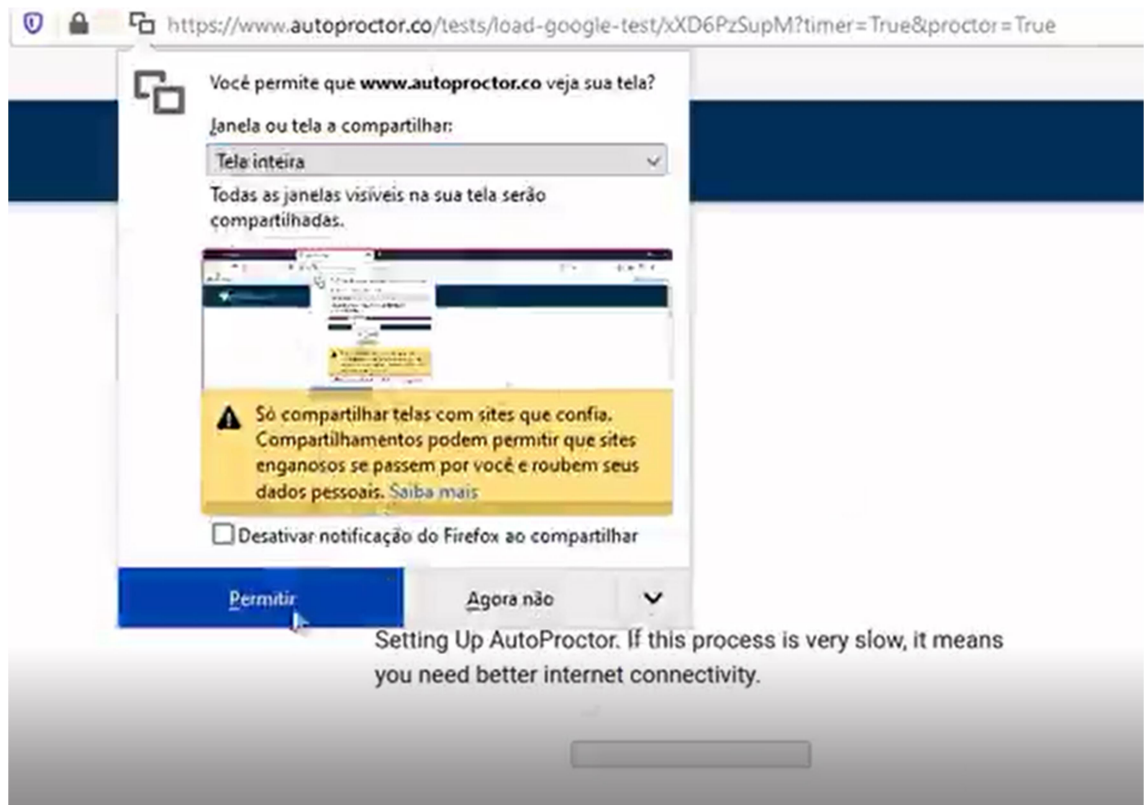 https://www.autoproctor.co/tests/load-google-test/xXD6PzSupM?timer=True&proctor=True
Você permite que www.autoproctor.co veja sua tela?
Janela ou tela a compartilhar:
Tela inteira
Todas as janelas visíveis na sua tela serão
compartilhadas.
Só compartilhar telas com sites que confia.
Compartilhamentos podem permitir que sites
enganosos se passem por você e roubem seus
dados pessoais. Saiba mais
Desativar notificação do Firefox ao compartilhar
Permitir
Agora não
Setting Up AutoProctor. If this process is very slow, it means
you need better internet connectivity.